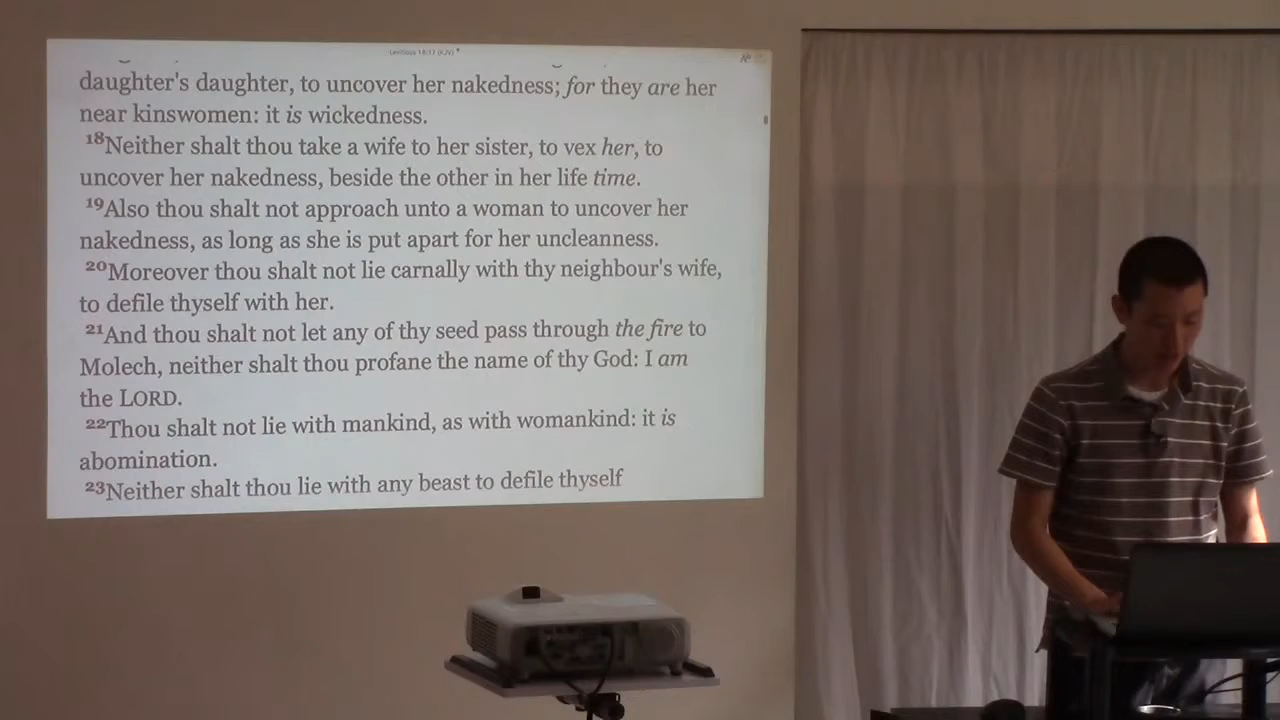 Leviticus 18:17 (KJV)
daughter's daughter, to uncover her nakedness; for they are her
near kinswomen: it is wickedness.
18Neither shalt thou take a wife to her sister, to vex her, to
uncover her nakedness, beside the other in her life time.
19Also thou shalt not approach unto a woman to uncover her
nakedness, as long as she is put apart for her uncleanness.
20Moreover thou shalt not lie carnally with thy neighbour's wife,
to defile thyself with her.
21And thou shalt not let any of thy seed pass through the fire to
Molech, neither shalt thou profane the name of thy God: I am
the LORD.
22Thou shalt not lie with mankind, as with womankind: it is
abomination.
23Neither shalt thou lie with any beast to defile thyself